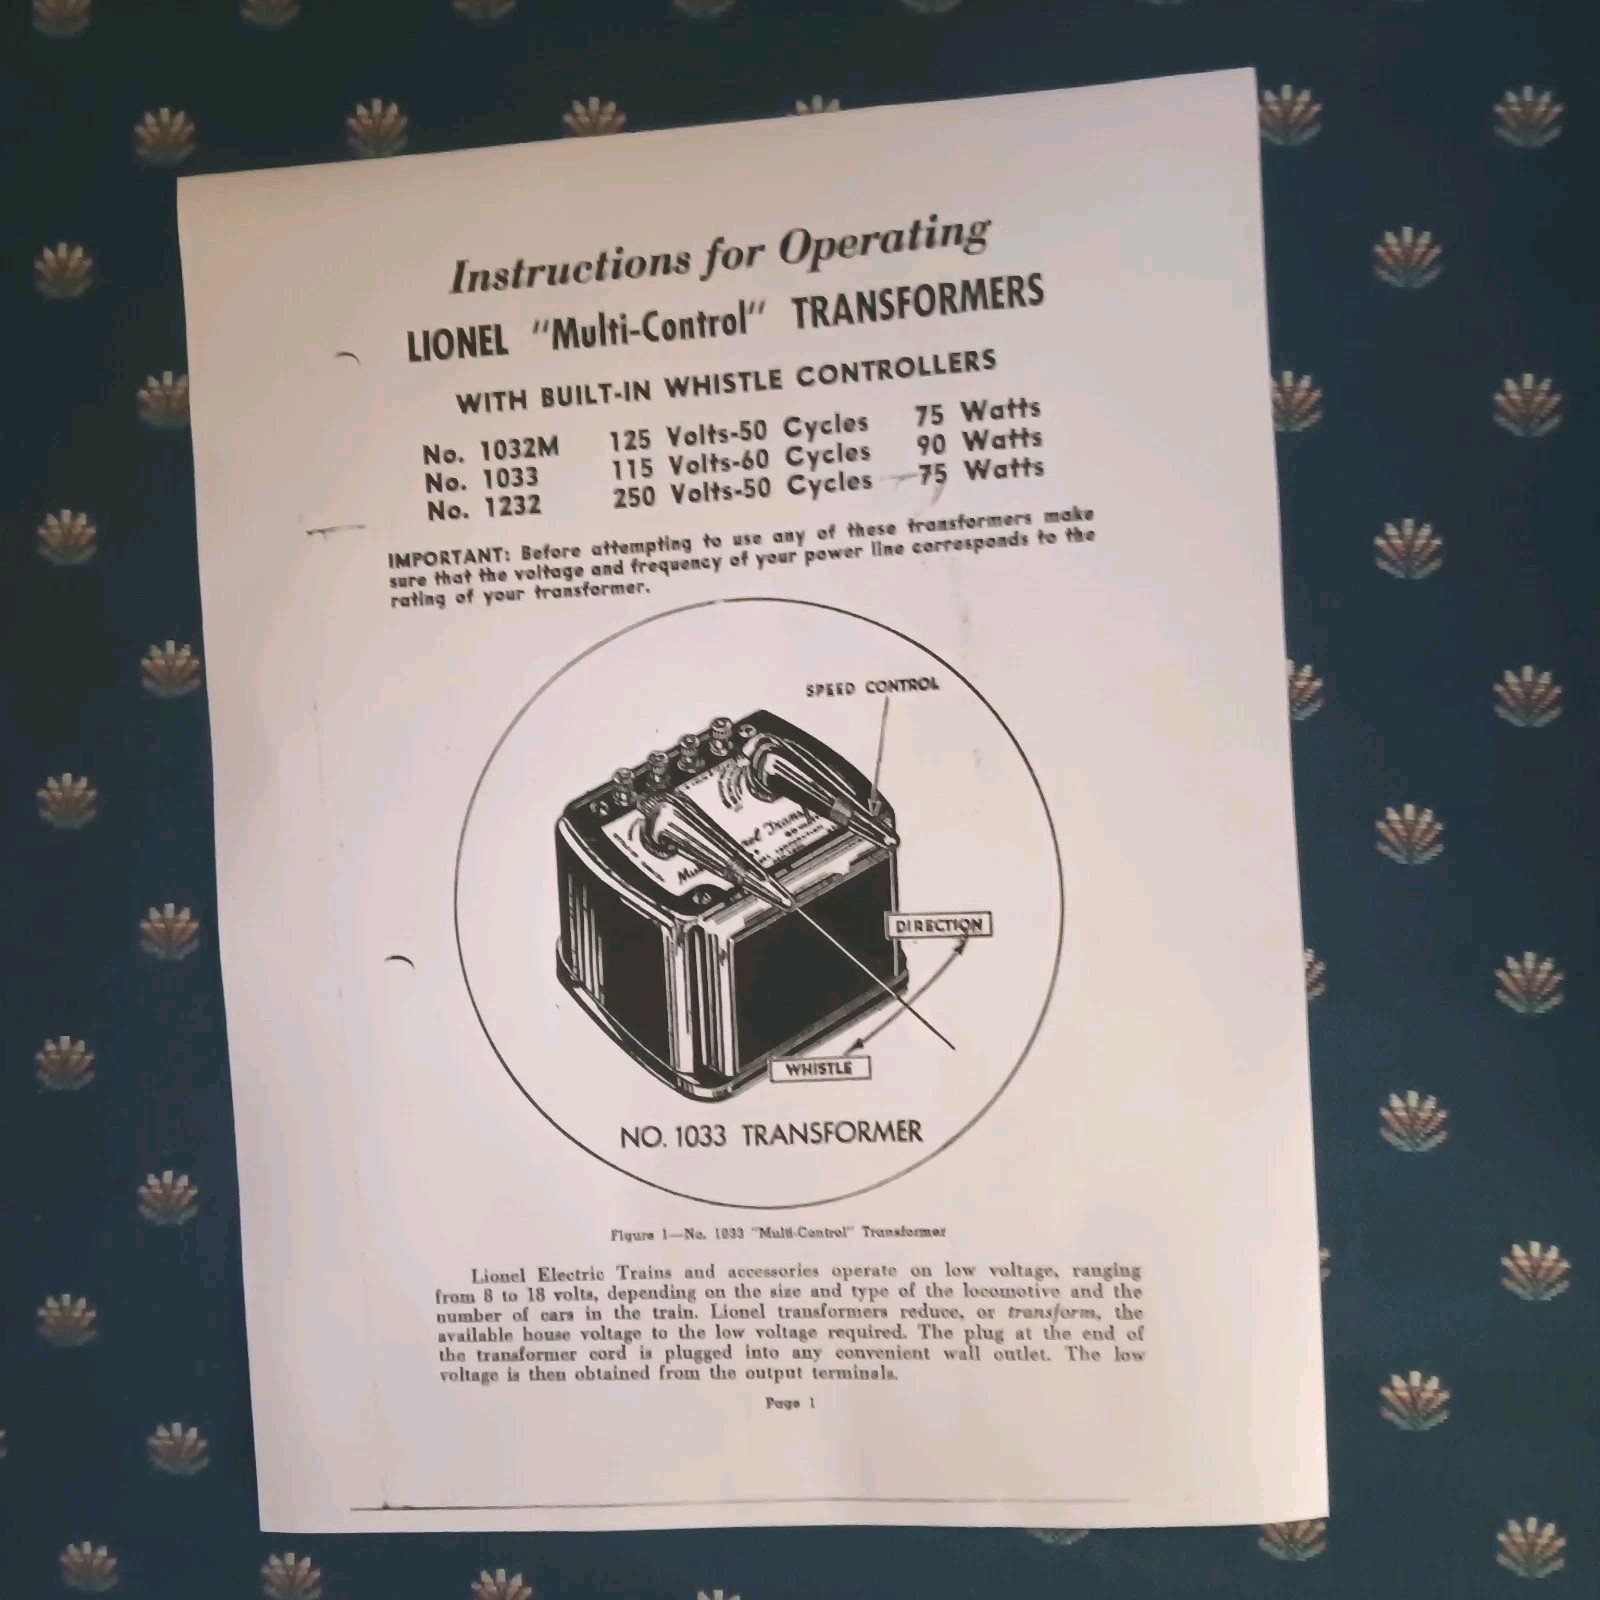 Instructions for Operating
LIONEL "Multi-Control" TRANSFORMERS
WITH BUILT-IN WHISTLE CONTROLLERS
No. 1032M 125 Volts-50 Cycles 75 Watts
No. 1033 115 Volts-60 Cycles 90 Watts
No. 1232 250 Volts-50 Cycles 75 Watts
IMPORTANT: Before attempting to use any of these transformers make
sure that the voltage and frequency of your power line corresponds to the
rating of your transformer.
SPEED CONTROL
DIRECTION
WHISTLE
NO. 1033 TRANSFORMER
Figure 1—No. 1033 "Multi-Control" Transformer
Lionel Electric Trains and accessories operate on low voltage, ranging
from 8 to 18 volts, depending on the size and type of the locomotive and the
number of cars in the train. Lionel transformers reduce, or transform, the
available house voltage to the low voltage required. The plug at the end of
the transformer cord is plugged into any convenient wall outlet. The low
voltage is then obtained from the output terminals.
Page 1